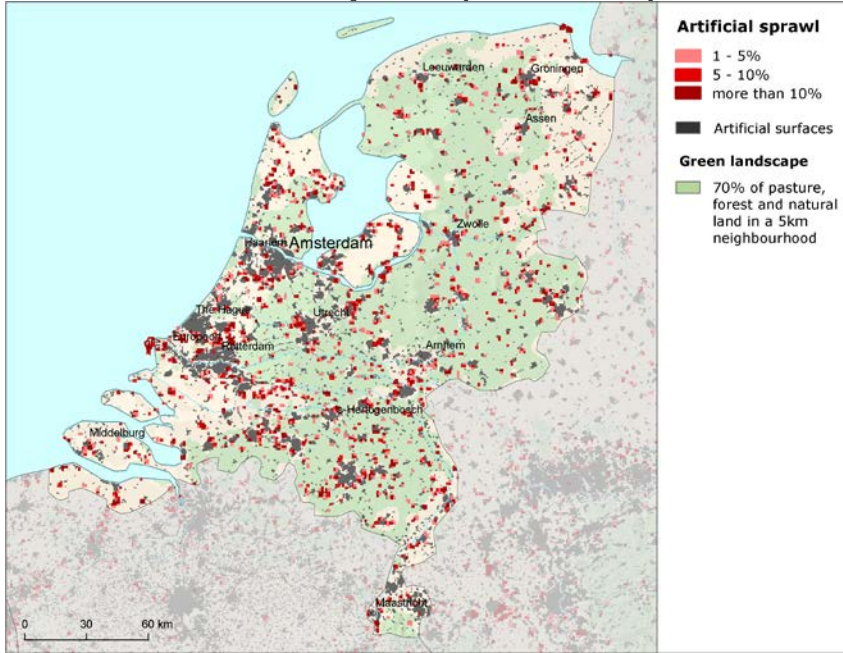 Artificial sprawl
1 - 5%
5 - 10%
more than 10%
Artificial surfaces
Green landscape
70% of pasture,
forest and natural
land in a 5km
neighbourhood
Leeuwarden
Groningen
Assen
Zwolle
Haarlem
Amsterdam
The Hague
Utrecht
Europoort
Rotterdam
Arnhem
s-Hertogenbosch
Middelburg
Maastricht
0 30 60 km